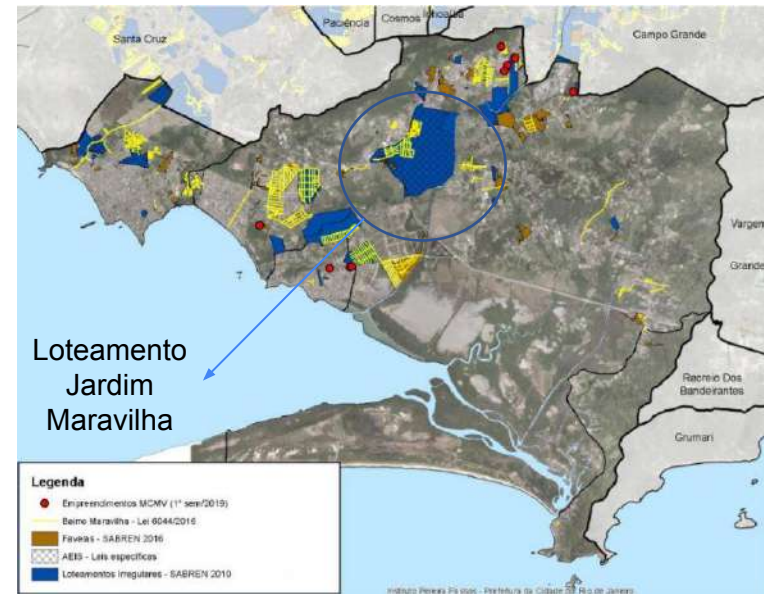 Santa Cruz
Paciência
Cosmos
Campo Grande
Vargem
Grande
Recreio Dos
Bandeirantes
Grumari
Loteamento
Jardim
Maravilha
Legenda
Empreendimentos MCMV (1º sem/2019)
Bairro Maravilha - Lei 6044/2016
Favelas - SABREN 2016
AEIS - Leis específicas
Loteamentos Irregulares - SABREN 2010
Instituto Pereira Passos - Prefeitura da Cidade do Rio de Janeiro